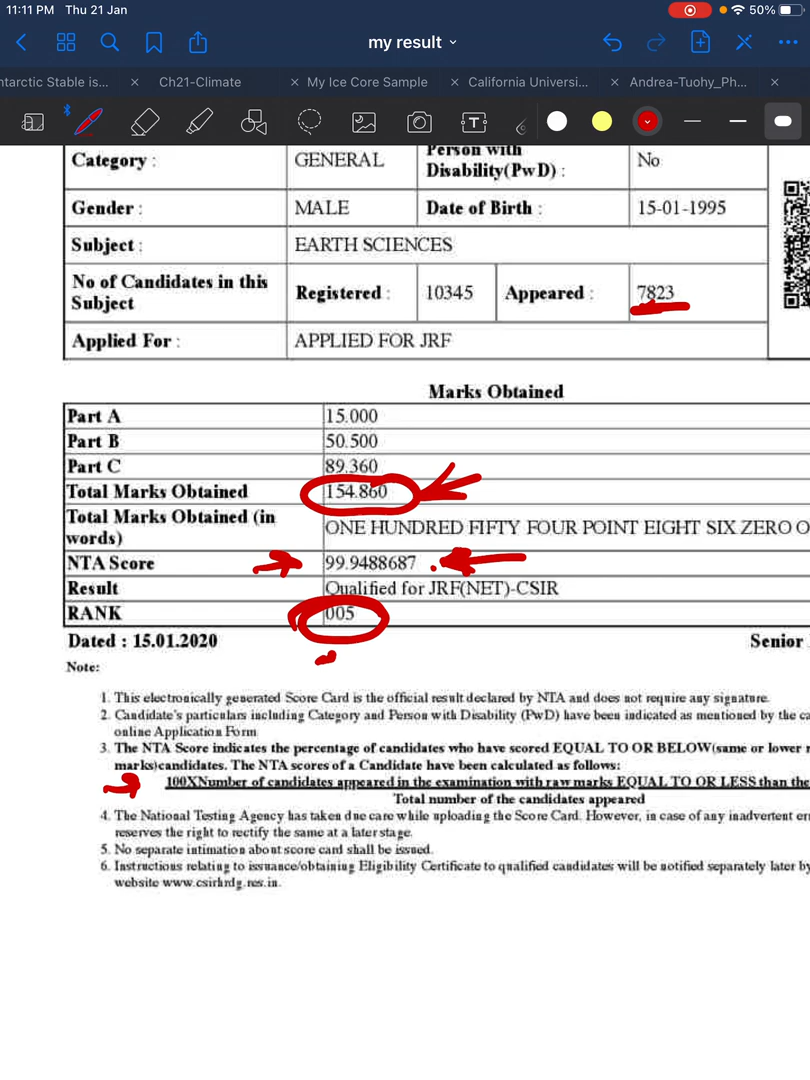 11:11 PM Thu 21 Jan 50%
my result
ntarctic Stable is... × Ch21-Climate × My Ice Core Sample × California Universi... × Andrea-Tuohy_Ph... ×
Category : GENERAL Person with Disability(PwD) : No
Gender : MALE Date of Birth : 15-01-1995
Subject : EARTH SCIENCES
No of Candidates in this Subject Registered : 10345 Appeared : 7823
Applied For : APPLIED FOR JRF
Marks Obtained
Part A 15.000
Part B 50.500
Part C 89.360
Total Marks Obtained 154.860
Total Marks Obtained (in words) ONE HUNDRED FIFTY FOUR POINT EIGHT SIX ZERO O
NTA Score 99.9488687
Result Qualified for JRF(NET)-CSIR
RANK 005
Dated : 15.01.2020 Senior
Note:
1. This electronically generated Score Card is the official result declared by NTA and does not require any signature.
2. Candidate's particulars including Category and Person with Disability (PwD) have been indicated as mentioned by the ca
online Application Form
3. The NTA Score indicates the percentage of candidates who have scored EQUAL TO OR BELOW(same or lower r
marks)candidates. The NTA scores of a Candidate have been calculated as follows:
100XNumber of candidates appeared in the examination with raw marks EQUAL TO OR LESS than the
Total number of the candidates appeared
4. The National Testing Agency has taken due care while uploading the Score Card. However, in case of any inadvertent err
reserves the right to rectify the same at a later stage.
5. No separate intimation about score card shall be issued.
6. Instructions relating to issuance/obtaining Eligibility Certificate to qualified candidates will be notified separately later by
website www.csirhrdg.res.in.